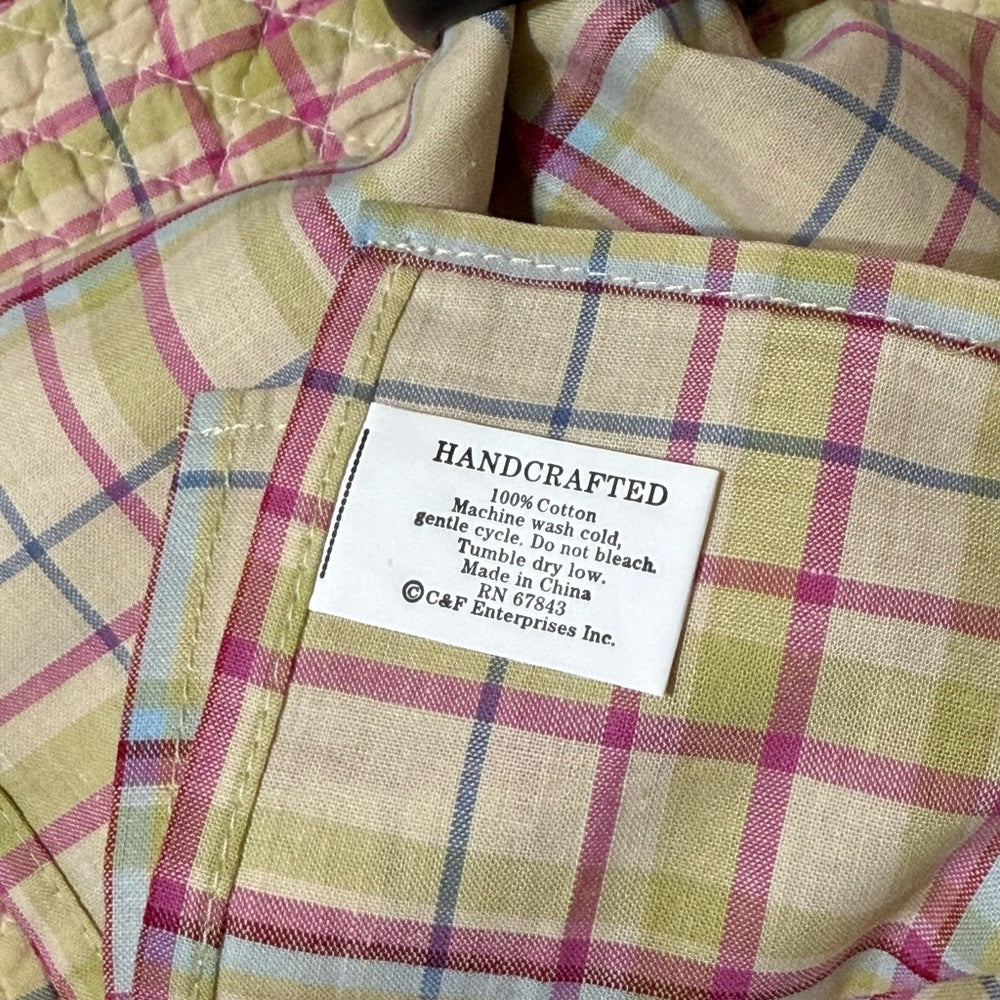 HANDCRAFTED
100% Cotton
Machine wash cold,
gentle cycle. Do not bleach.
Tumble dry low.
Made in China
RN 67843
©C&F Enterprises Inc.